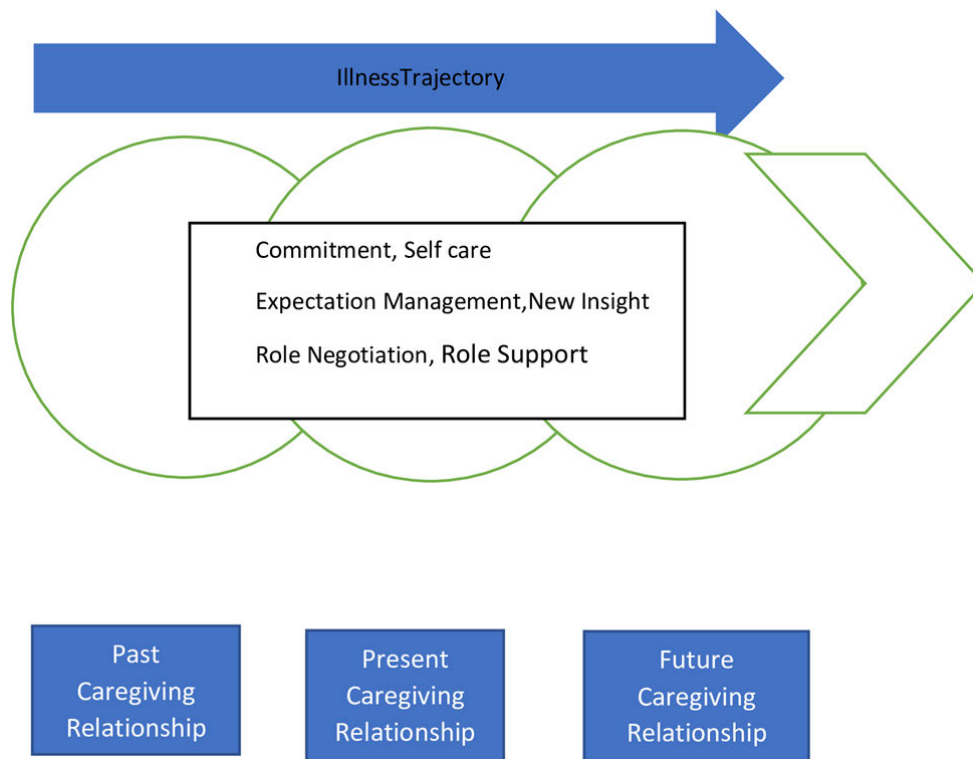 IllnessTrajectory
Commitment, Self care
Expectation Management,New Insight
Role Negotiation, Role Support
Past
Caregiving
Relationship
Present
Caregiving
Relationship
Future
Caregiving
Relationship